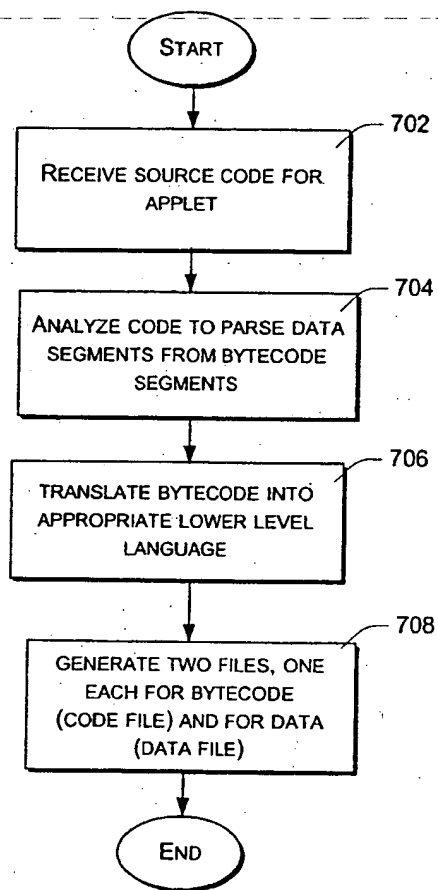 START
702
RECEIVE SOURCE CODE FOR
APPLET
704
ANALYZE CODE TO PARSE DATA
SEGMENTS FROM BYTECODE
SEGMENTS
706
TRANSLATE BYTECODE INTO
APPROPRIATE LOWER LEVEL
LANGUAGE
708
GENERATE TWO FILES, ONE
EACH FOR BYTECODE
(CODE FILE) AND FOR DATA
(DATA FILE)
END